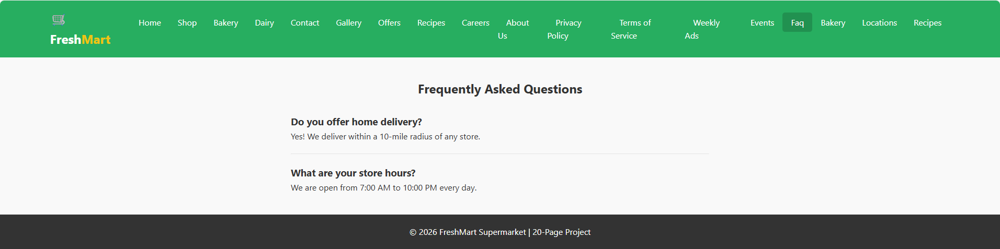 FreshMart
Home Shop Bakery Dairy Contact Gallery Offers Recipes Careers About Us Privacy Policy Terms of Service Weekly Ads Events Faq Bakery Locations Recipes
Frequently Asked Questions
Do you offer home delivery?
Yes! We deliver within a 10-mile radius of any store.
What are your store hours?
We are open from 7:00 AM to 10:00 PM every day.
© 2026 FreshMart Supermarket | 20-Page Project